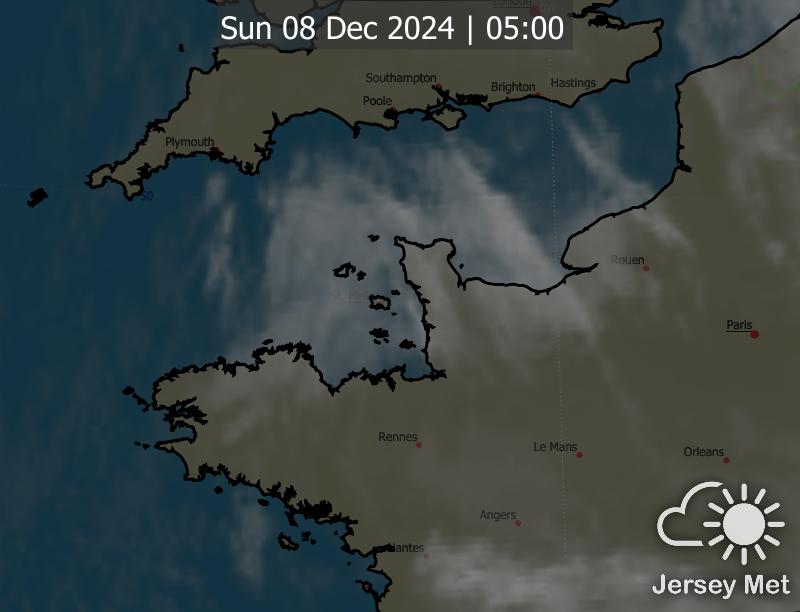 London
Sun 08 Dec 2024 | 05:00
Southampton
Brighton
Hastings
Poole
Plymouth
50
Rouen
Paris
Rennes
Le Mans
Orleans
Angers
Nantes
Jersey Met